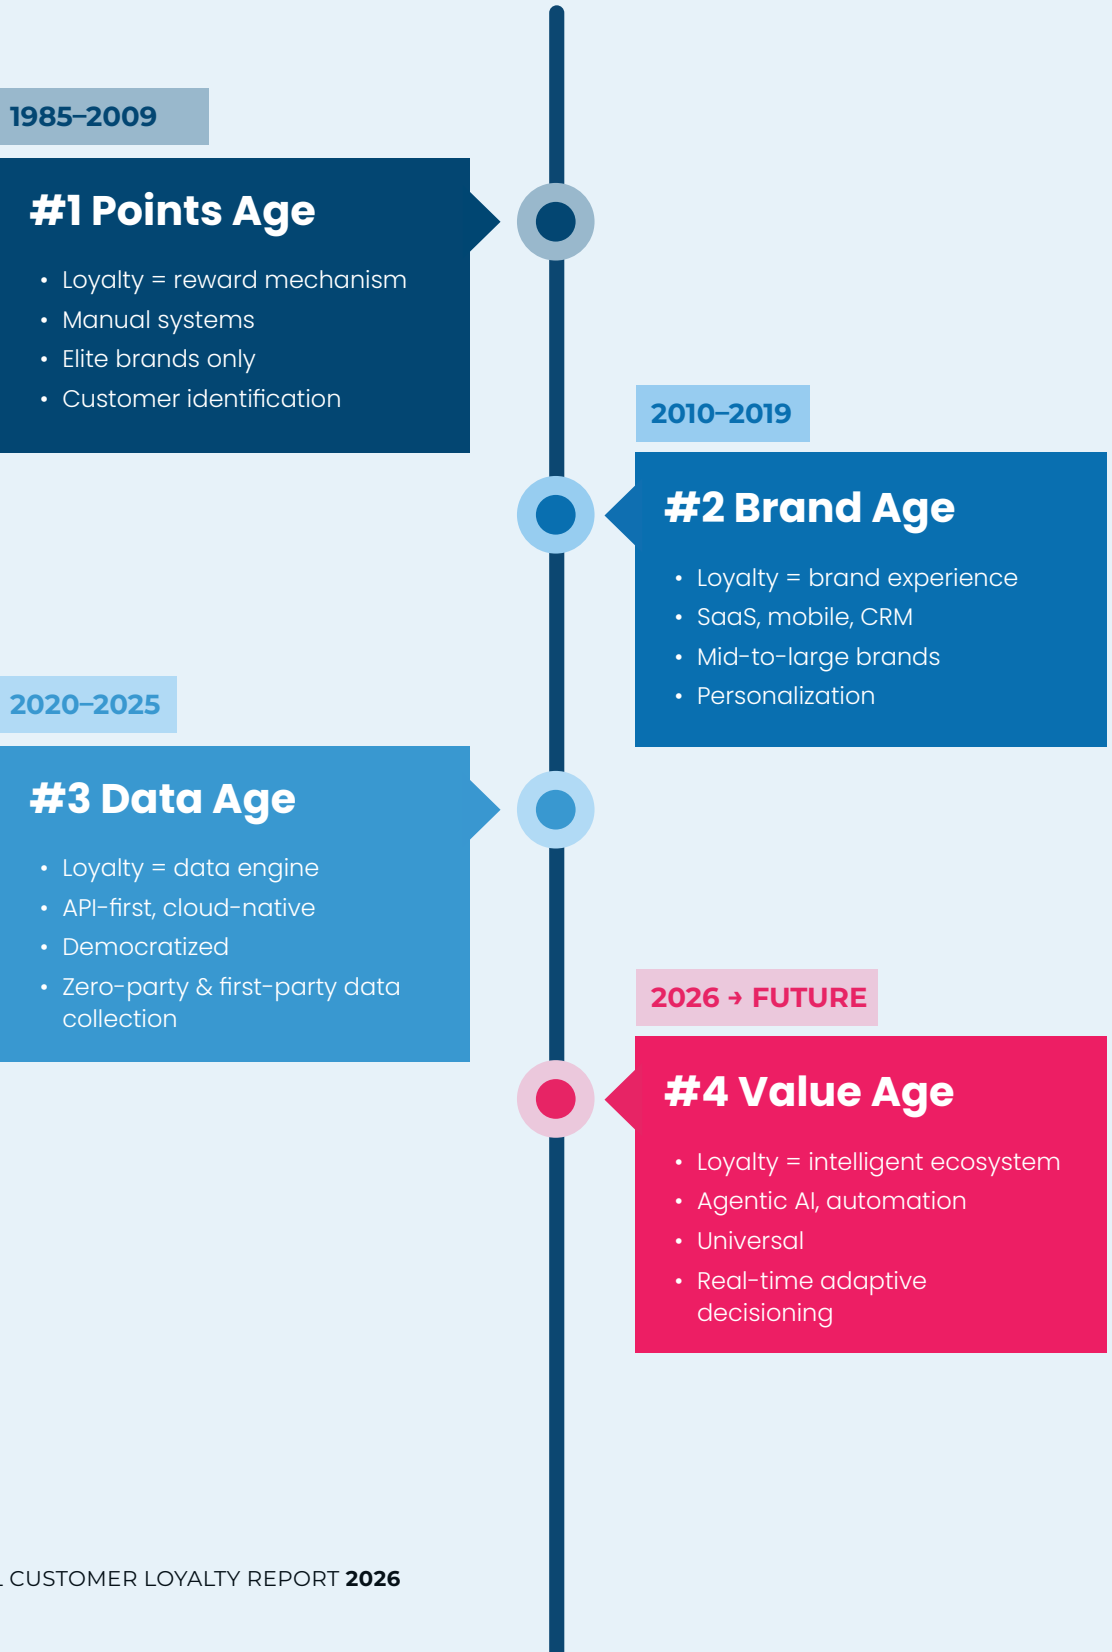 1985–2009
#1 Points Age
• Loyalty = reward mechanism
• Manual systems
• Elite brands only
• Customer identification
2010–2019
#2 Brand Age
• Loyalty = brand experience
• SaaS, mobile, CRM
• Mid-to-large brands
• Personalization
2020–2025
#3 Data Age
• Loyalty = data engine
• API-first, cloud-native
• Democratized
• Zero-party & first-party data
collection
2026 → FUTURE
#4 Value Age
• Loyalty = intelligent ecosystem
• Agentic AI, automation
• Universal
• Real-time adaptive
decisioning
CUSTOMER LOYALTY REPORT 2026